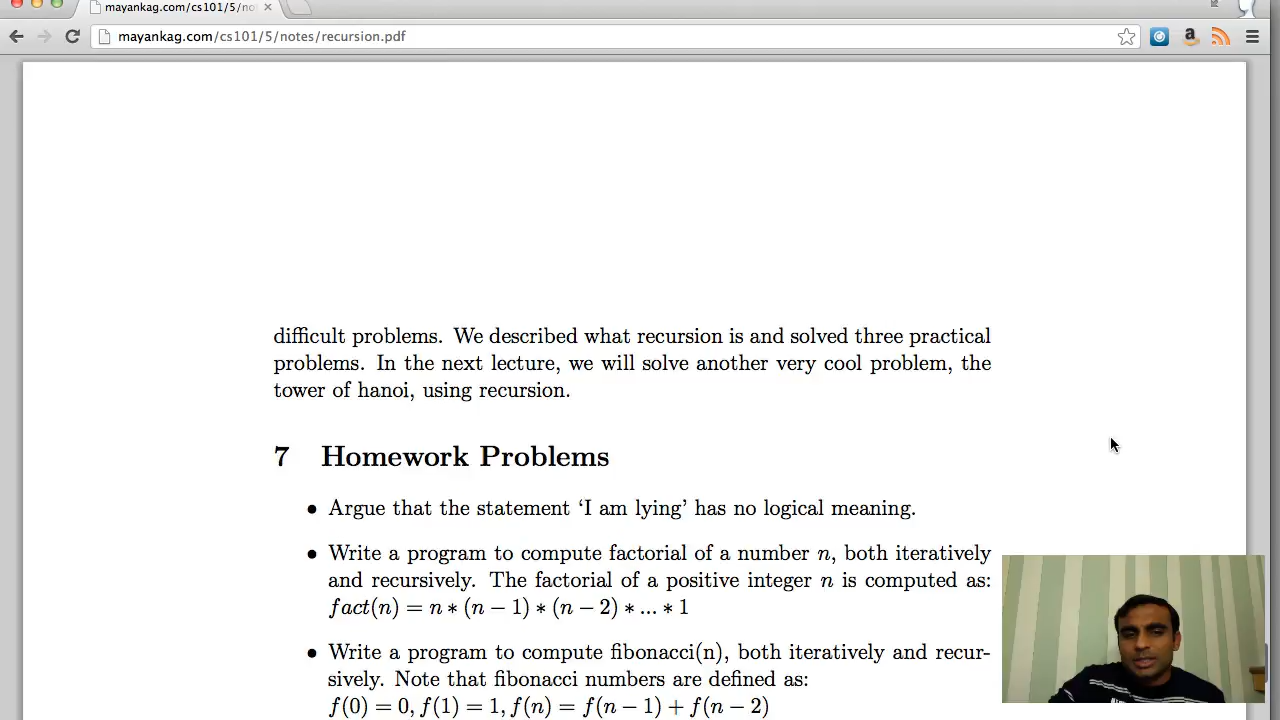 mayankag.com/cs101/5/no
mayankag.com/cs101/5/notes/recursion.pdf
difficult problems. We described what recursion is and solved three practical
problems. In the next lecture, we will solve another very cool problem, the
tower of hanoi, using recursion.
7 Homework Problems
• Argue that the statement ‘I am lying’ has no logical meaning.
• Write a program to compute factorial of a number n, both iteratively
and recursively. The factorial of a positive integer n is computed as:
fact(n) = n ∗ (n − 1) ∗ (n − 2) ∗ ... ∗ 1
• Write a program to compute fibonacci(n), both iteratively and recur-
sively. Note that fibonacci numbers are defined as:
f(0) = 0, f(1) = 1, f(n) = f(n − 1) + f(n − 2)